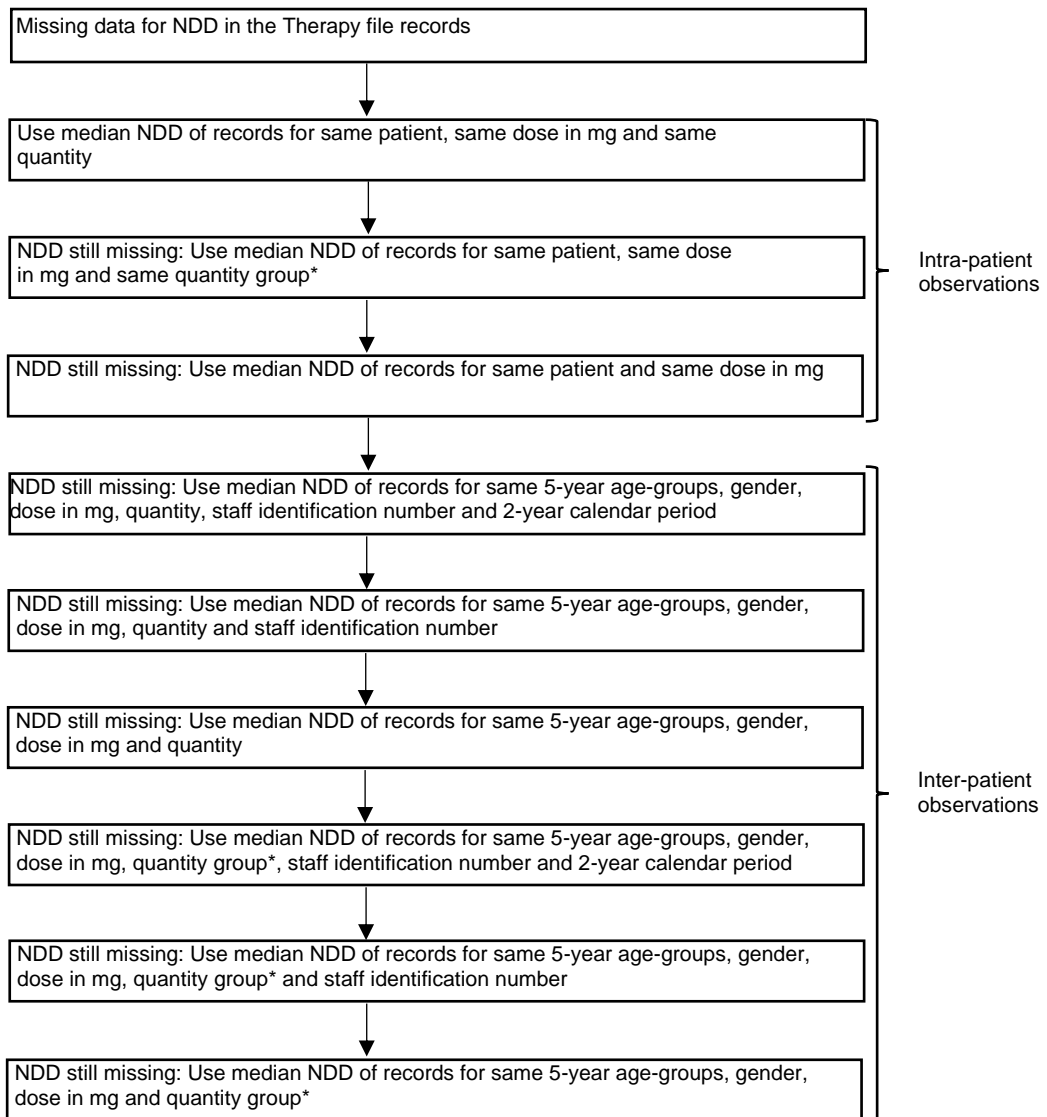 Missing data for NDD in the Therapy file records
Use median NDD of records for same patient, same dose in mg and same
quantity
NDD still missing: Use median NDD of records for same patient, same dose
in mg and same quantity group*
Intra-patient
observations
NDD still missing: Use median NDD of records for same patient and same dose in mg
NDD still missing: Use median NDD of records for same 5-year age-groups, gender,
dose in mg, quantity, staff identification number and 2-year calendar period
NDD still missing: Use median NDD of records for same 5-year age-groups, gender,
dose in mg, quantity and staff identification number
NDD still missing: Use median NDD of records for same 5-year age-groups, gender,
dose in mg and quantity
Inter-patient
observations
NDD still missing: Use median NDD of records for same 5-year age-groups, gender,
dose in mg, quantity group*, staff identification number and 2-year calendar period
NDD still missing: Use median NDD of records for same 5-year age-groups, gender,
dose in mg, quantity group* and staff identification number
NDD still missing: Use median NDD of records for same 5-year age-groups, gender,
dose in mg and quantity group*